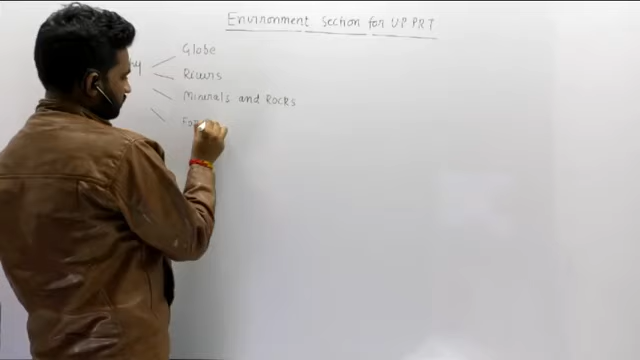 Environment Section for UP PRT
Globe
Rivers
Minerals and Rocks